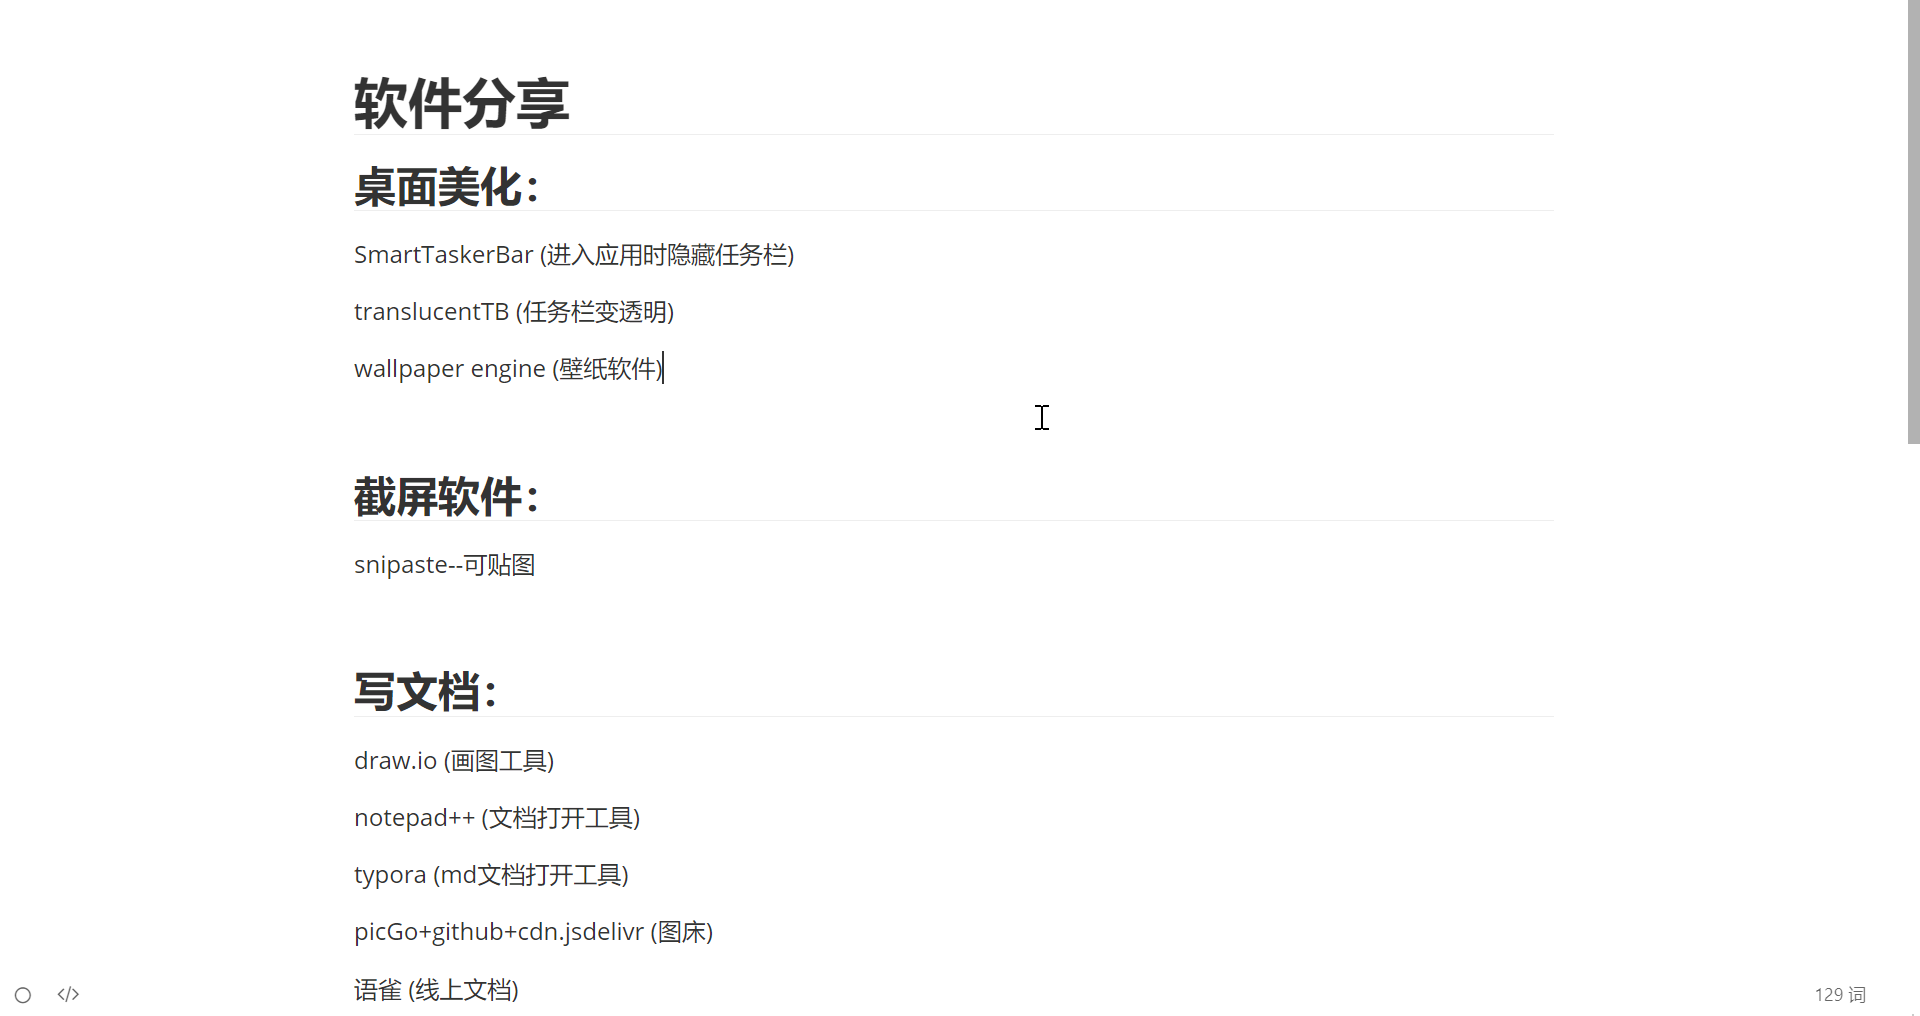 软件分享
桌面美化：
SmartTaskerBar (进入应用时隐藏任务栏)
translucentTB (任务栏变透明)
wallpaper engine (壁纸软件)
截屏软件：
snipaste--可贴图
写文档：
draw.io (画图工具)
notepad++ (文档打开工具)
typora (md文档打开工具)
picGo+github+cdn.jsdelivr (图床)
语雀 (线上文档)
</> 129 词